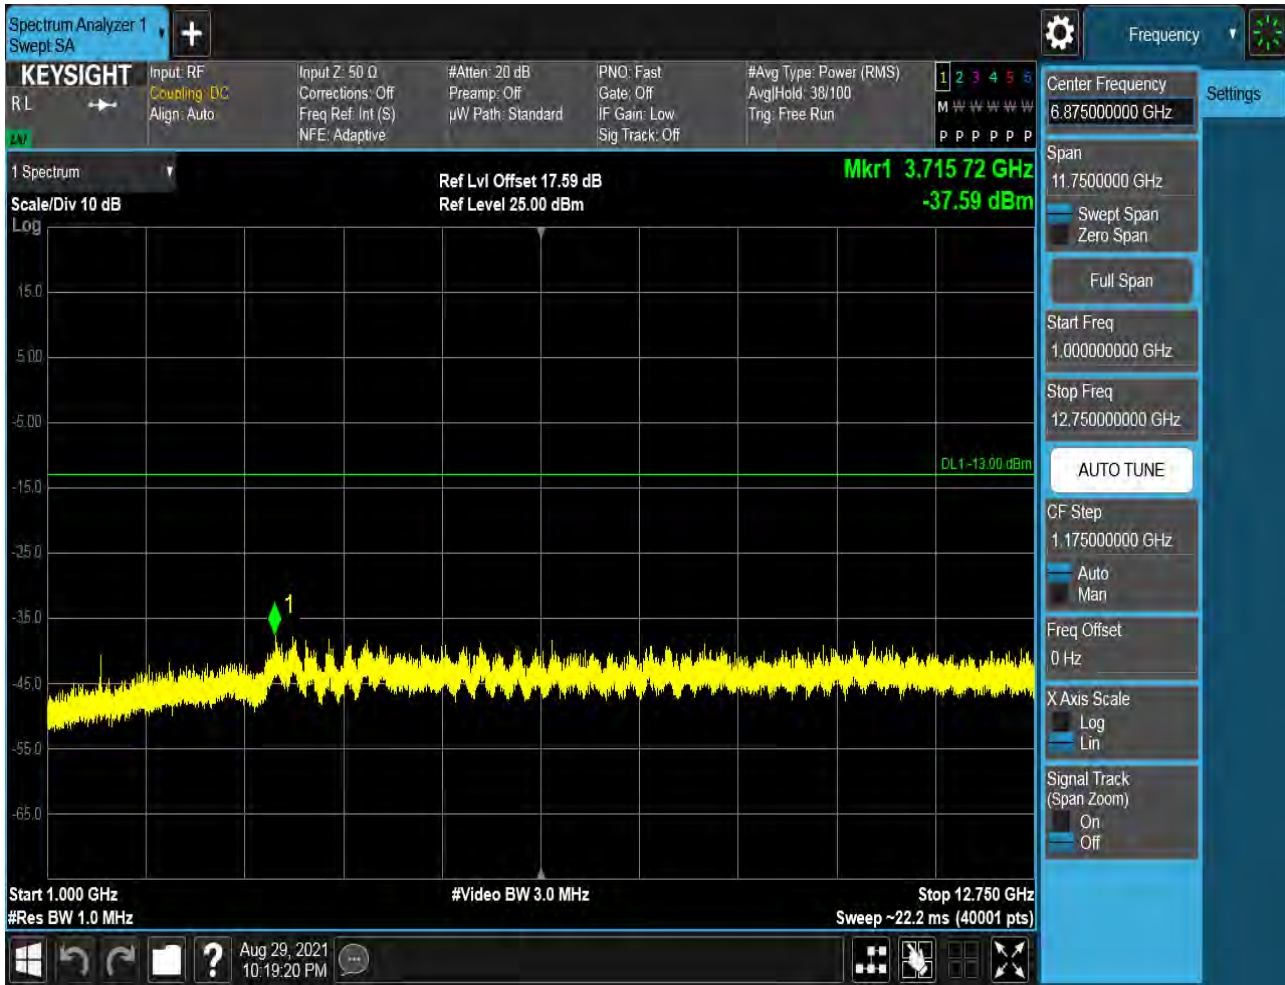 Spectrum Analyzer 1
Swept SA
Frequency
KEYSIGHT
R L
Input: RF
Coupling: DC
Align: Auto
Input Z: 50 Ω
Corrections: Off
Freq Ref: Int (S)
NFE: Adaptive
#Atten: 20 dB
Preamp: Off
µW Path: Standard
PNO: Fast
Gate: Off
IF Gain: Low
Sig Track: Off
#Avg Type: Power (RMS)
Avg|Hold: 38/100
Trig: Free Run
1 2 3 4 5 6
M W W W W W
P P P P P P
1 Spectrum
Scale/Div 10 dB
Log
Ref Lvl Offset 17.59 dB
Ref Level 25.00 dBm
Mkr1 3.715 72 GHz
-37.59 dBm
15.0
5.00
-5.00
-15.0
-25.0
-35.0
-45.0
-55.0
-65.0
DL1 -13.00 dBm
1
Start 1.000 GHz
#Res BW 1.0 MHz
#Video BW 3.0 MHz
Stop 12.750 GHz
Sweep ~22.2 ms (40001 pts)
Aug 29, 2021
10:19:20 PM
Center Frequency
6.875000000 GHz
Settings
Span
11.7500000 GHz
Swept Span
Zero Span
Full Span
Start Freq
1.000000000 GHz
Stop Freq
12.750000000 GHz
AUTO TUNE
CF Step
1.175000000 GHz
Auto
Man
Freq Offset
0 Hz
X Axis Scale
Log
Lin
Signal Track
(Span Zoom)
On
Off